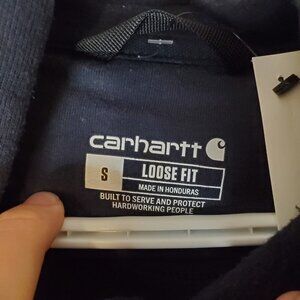 carhartt
S LOOSE FIT
MADE IN HONDURAS
BUILT TO SERVE AND PROTECT
HARDWORKING PEOPLE